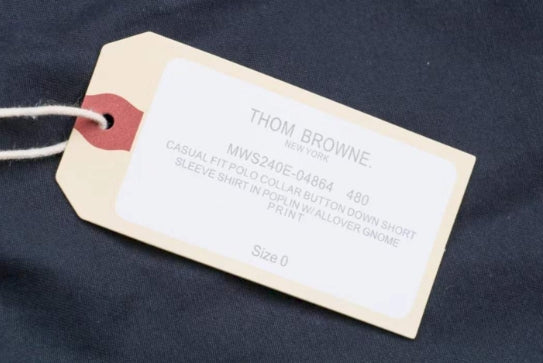 THOM BROWNE.
NEW YORK
MWS240E-04864 480
CASUAL FIT POLO COLLAR BUTTON DOWN SHORT
SLEEVE SHIRT IN POPLIN W/ ALLOVER GNOME
PRINT
Size 0